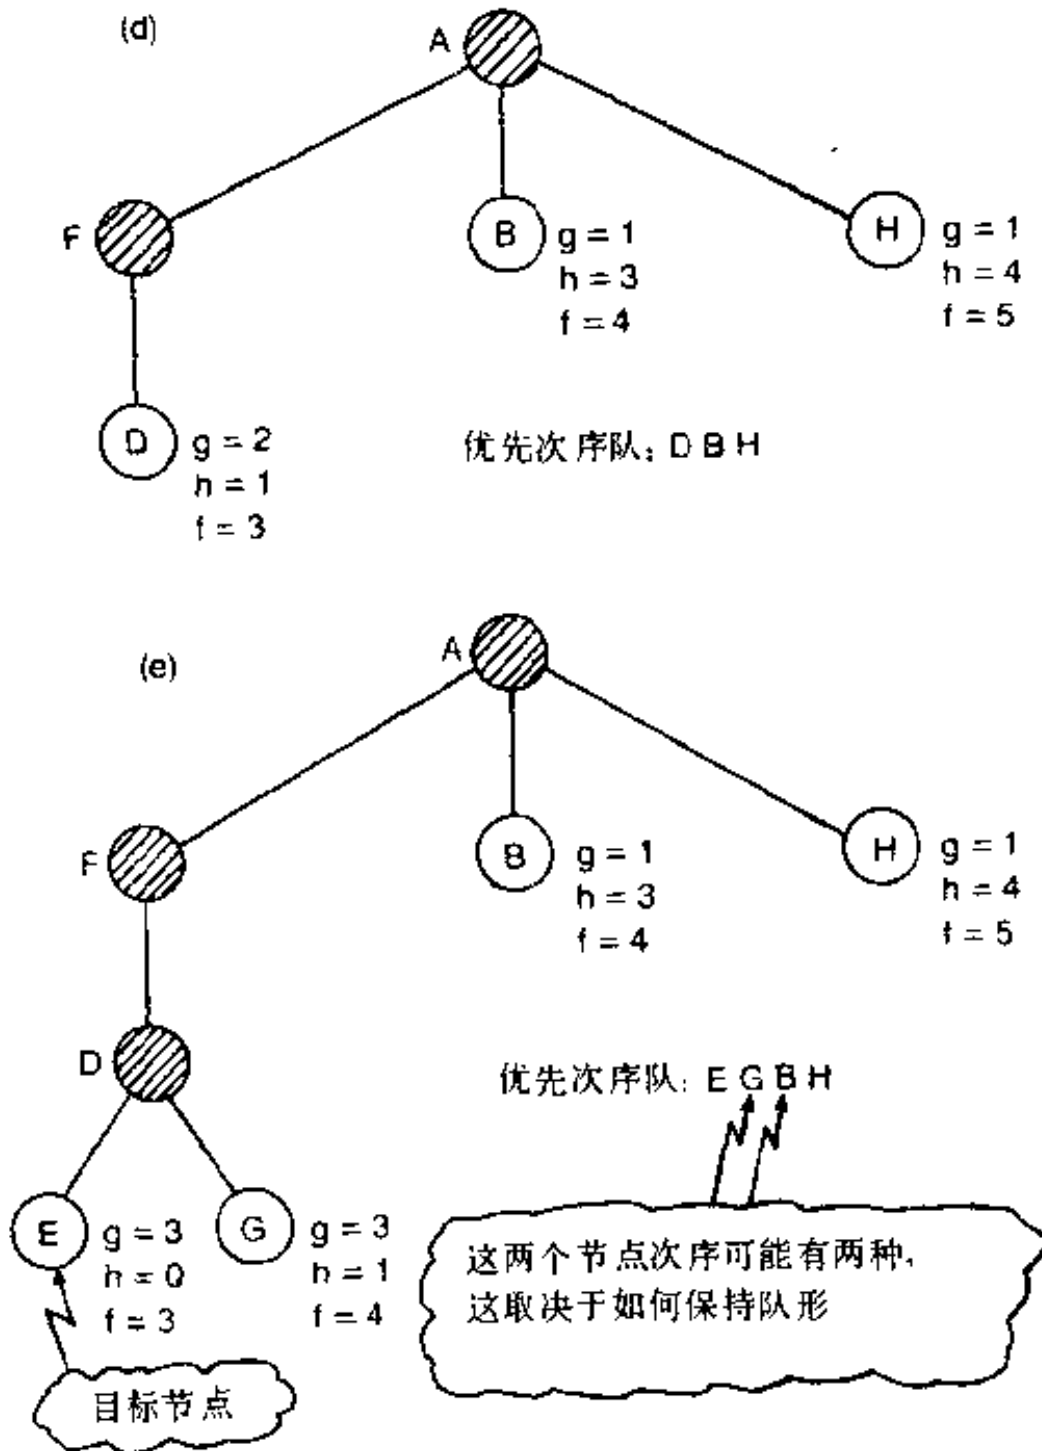 (d)
A
F
B
g = 1
h = 3
f = 4
H
g = 1
h = 4
f = 5
D
g = 2
h = 1
f = 3
优先次序队: D B H
(e)
A
F
B
g = 1
h = 3
f = 4
H
g = 1
h = 4
f = 5
D
优先次序队: E G B H
E
g = 3
h = 0
f = 3
G
g = 3
h = 1
f = 4
这两个节点次序可能有两种,
这取决于如何保持队形
目标节点